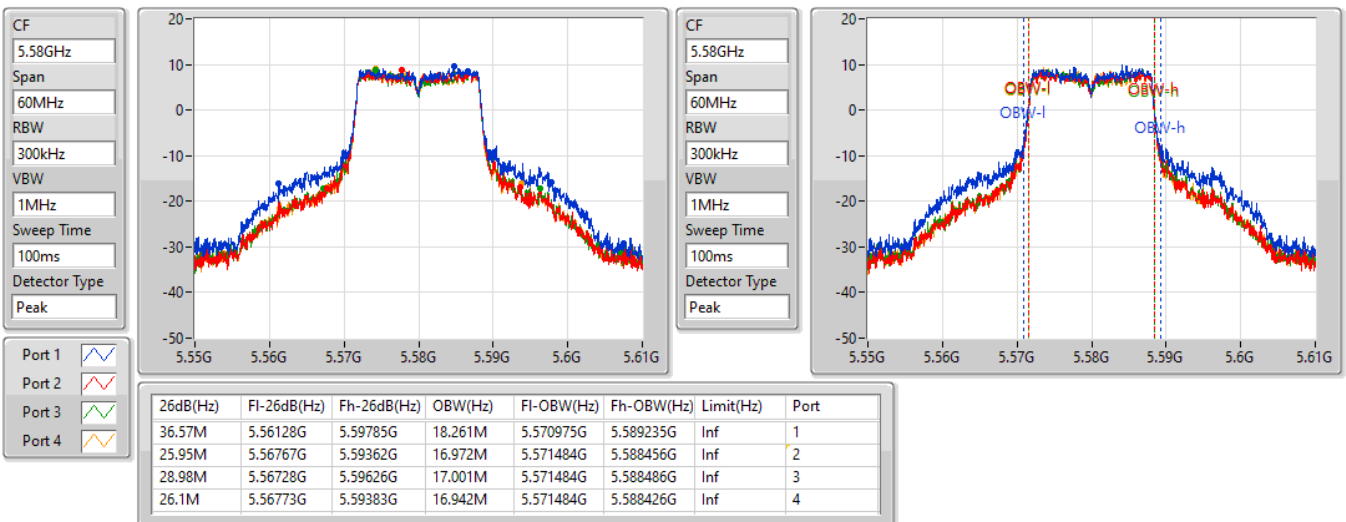 CF
5.58GHz
Span
60MHz
RBW
300kHz
VBW
1MHz
Sweep Time
100ms
Detector Type
Peak
20
10
0
-10
-20
-30
-40
-50
5.55G 5.56G 5.57G 5.58G 5.59G 5.6G 5.61G
CF
5.58GHz
Span
60MHz
RBW
300kHz
VBW
1MHz
Sweep Time
100ms
Detector Type
Peak
20
10
0
-10
-20
-30
-40
-50
OBW-l OBW-h
OBW-l OBW-h
5.55G 5.56G 5.57G 5.58G 5.59G 5.6G 5.61G
Port 1
Port 2
Port 3
Port 4
26dB(Hz) Fl-26dB(Hz) Fh-26dB(Hz) OBW(Hz) Fl-OBW(Hz) Fh-OBW(Hz) Limit(Hz) Port
36.57M 5.56128G 5.59785G 18.261M 5.570975G 5.589235G Inf 1
25.95M 5.56767G 5.59362G 16.972M 5.571484G 5.588456G Inf 2
28.98M 5.56728G 5.59626G 17.001M 5.571484G 5.588486G Inf 3
26.1M 5.56773G 5.59383G 16.942M 5.571484G 5.588426G Inf 4